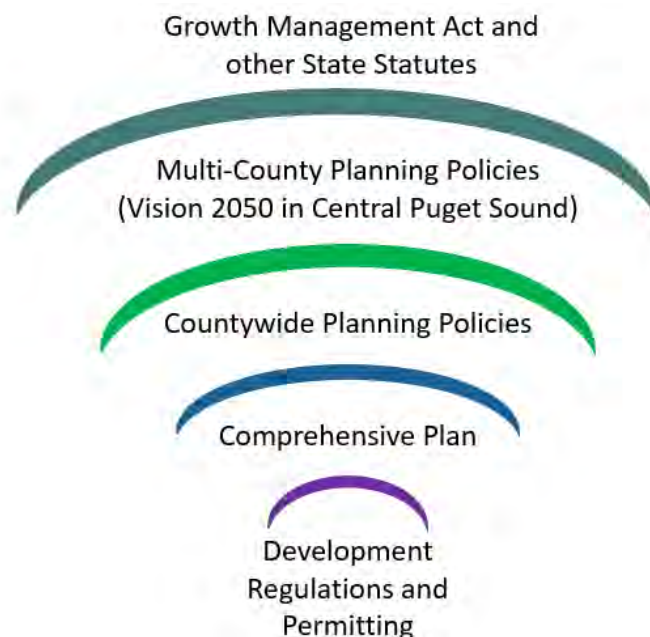 Growth Management Act and
other State Statutes
Multi-County Planning Policies
(Vision 2050 in Central Puget Sound)
Countywide Planning Policies
Comprehensive Plan
Development
Regulations and
Permitting